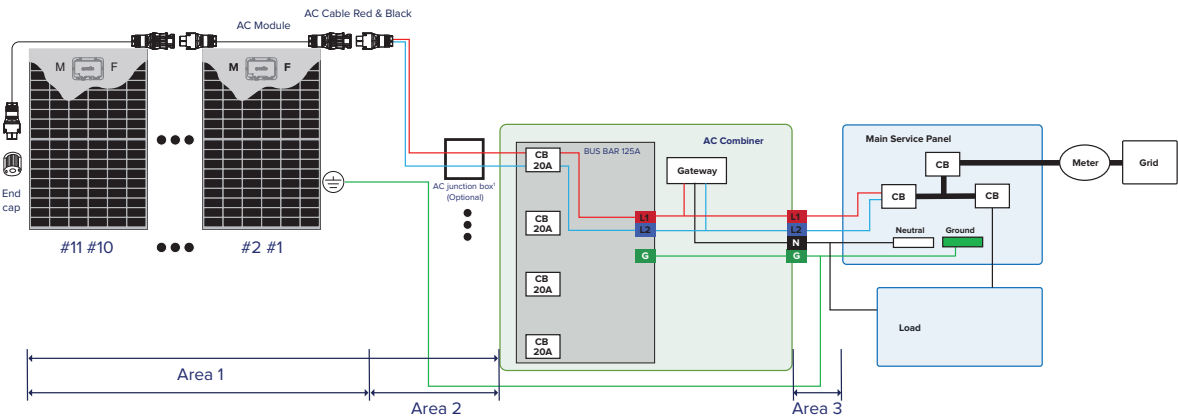 AC Cable Red & Black
AC Module
M F
M F
End
cap
#11 #10
#2 #1
AC junction box¹
(Optional)
AC Combiner
BUS BAR 125A
CB
20A
CB
20A
CB
20A
CB
20A
Gateway
L1
L2
G
L1
L2
N
G
Main Service Panel
CB
CB
CB
Neutral
Ground
Meter
Grid
Load
Area 1
Area 2
Area 3